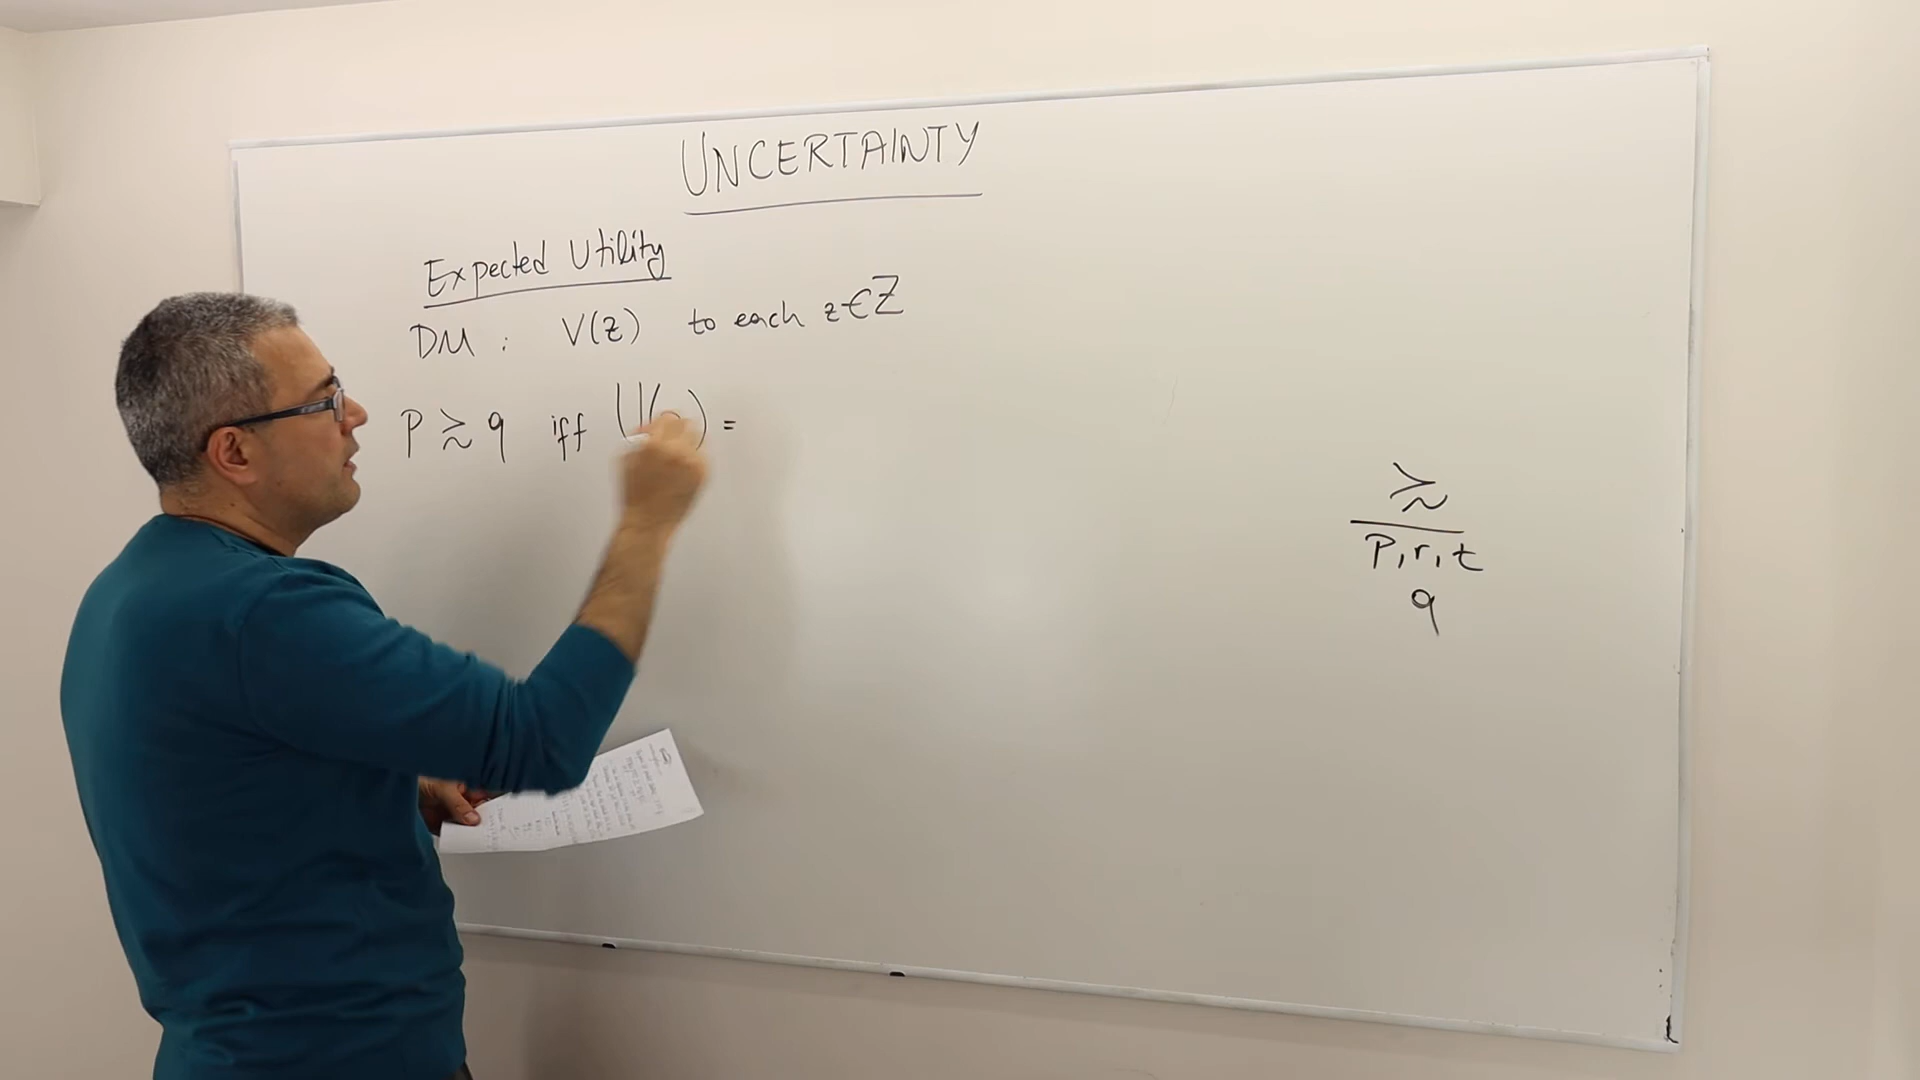 UNCERTAINTY
Expected Utility
DM : V(z) to each z∈Z
P ≿ q iff U( ) =
≿
P, r, t
q